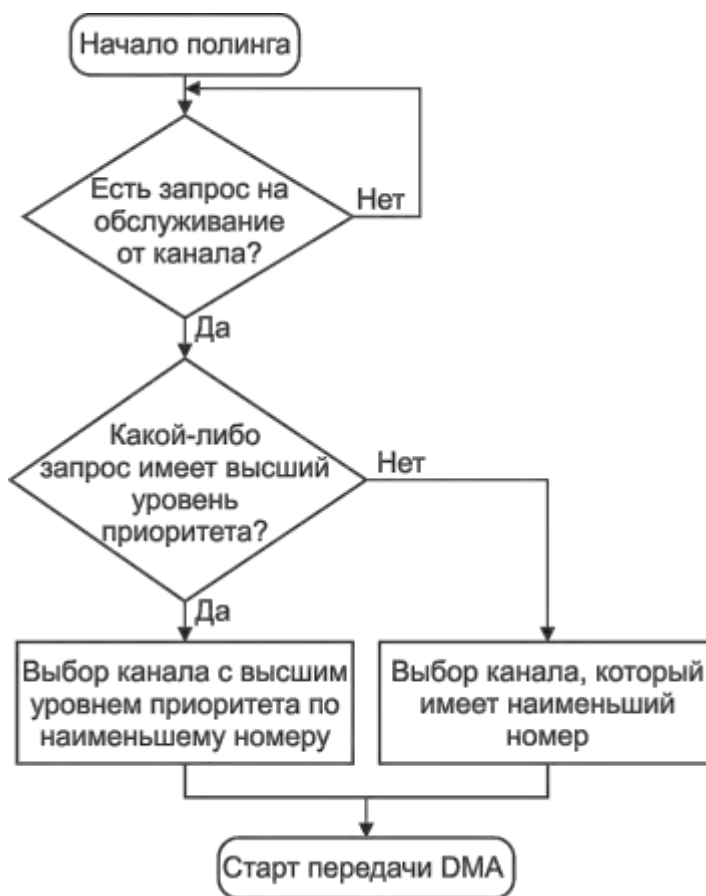 Начало полинга
Есть запрос на
обслуживание
от канала?
Нет
Да
Какой-либо
запрос имеет высший
уровень
приоритета?
Нет
Да
Выбор канала с высшим
уровнем приоритета по
наименьшему номеру
Выбор канала, который
имеет наименьший
номер
Старт передачи DMA